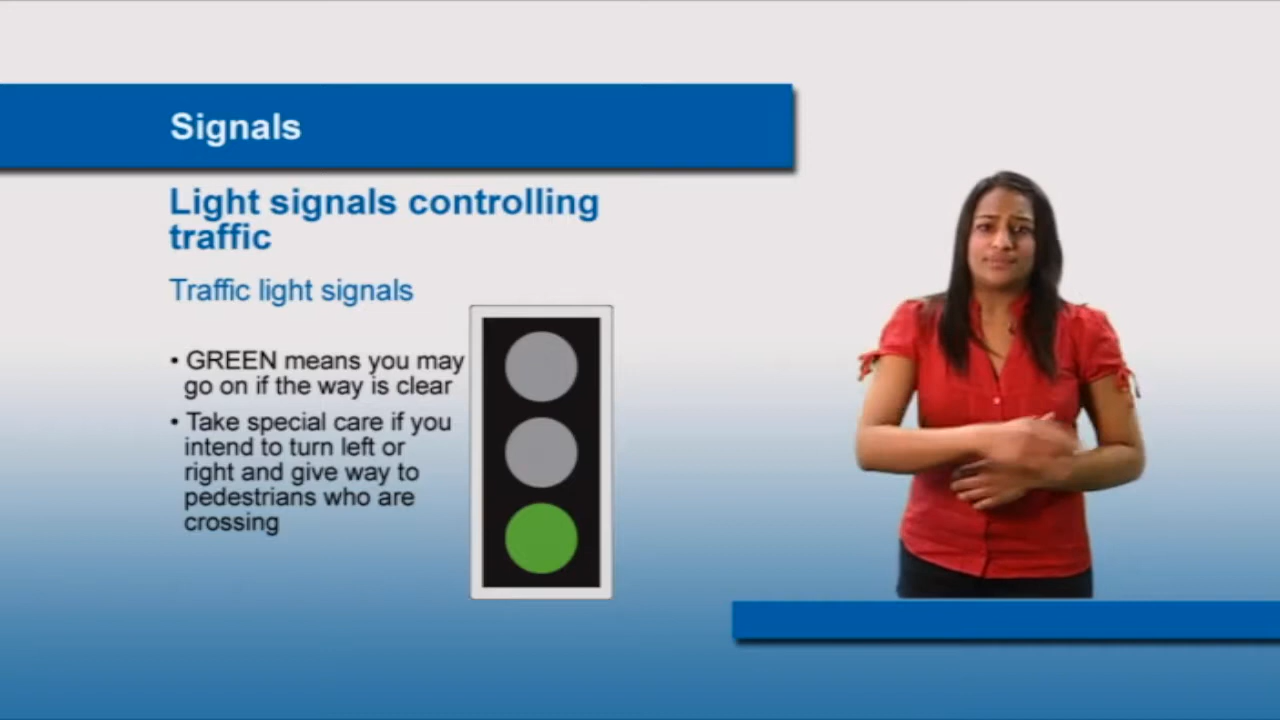 Signals
Light signals controlling
traffic
Traffic light signals
• GREEN means you may
go on if the way is clear
• Take special care if you
intend to turn left or
right and give way to
pedestrians who are
crossing